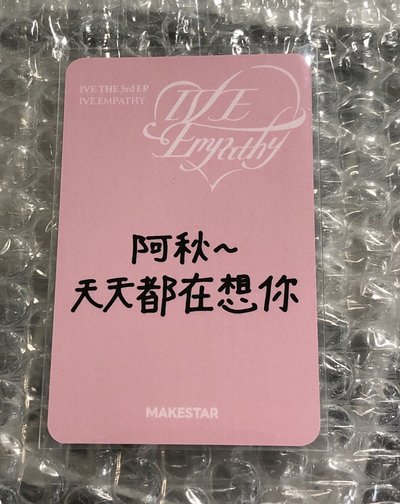 IVE THE 3rd EP
IVE EMPATHY
IVE
Empathy
阿秋~
天天都在想你
MAKESTAR